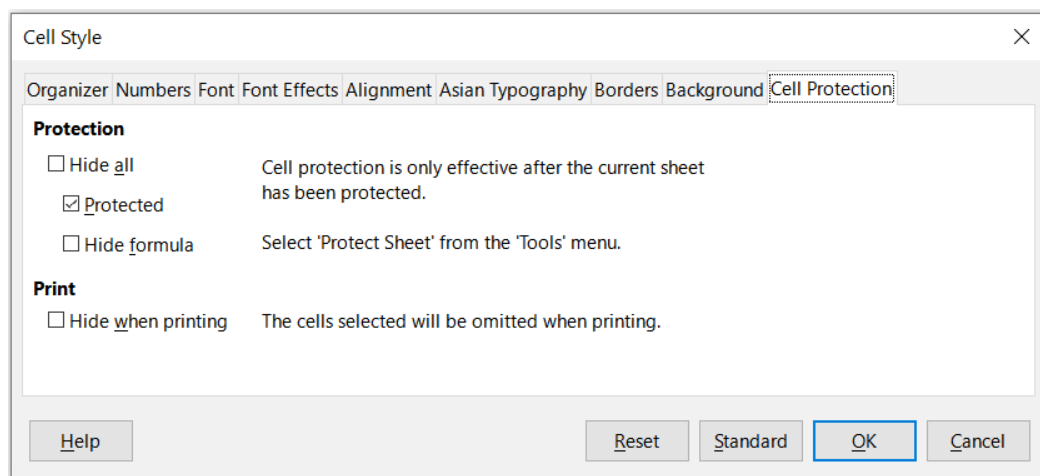 Cell Style
Organizer Numbers Font Font Effects Alignment Asian Typography Borders Background Cell Protection
Protection
Hide all
Cell protection is only effective after the current sheet
has been protected.
Protected
Hide formula
Select 'Protect Sheet' from the 'Tools' menu.
Print
Hide when printing
The cells selected will be omitted when printing.
Help Reset Standard OK Cancel